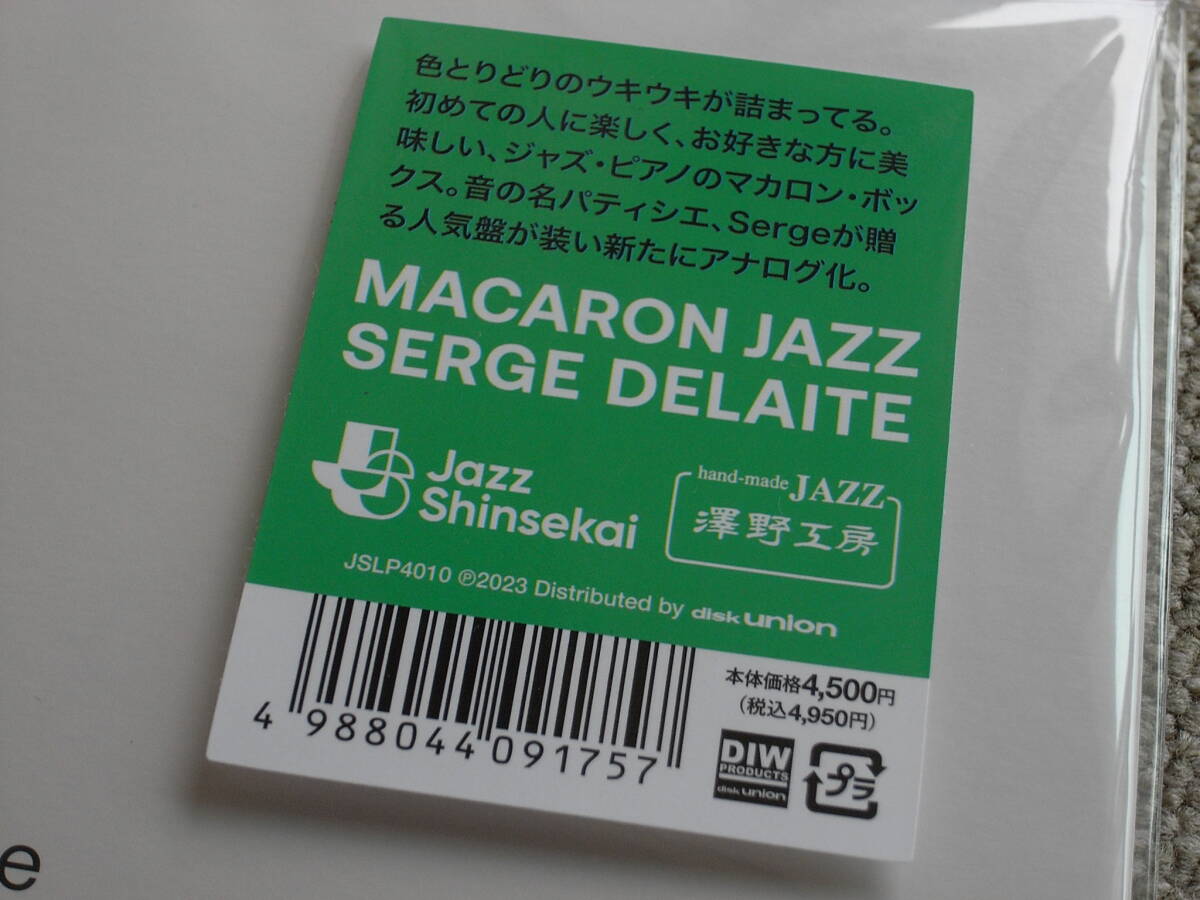 色とりどりのウキウキが詰まってる。
初めての人に楽しく、お好きな方に美
味しい、ジャズ・ピアノのマカロン・ボッ
クス。音の名パティシエ、Sergeが贈
る人気盤が装い新たにアナログ化。
MACARON JAZZ
SERGE DELAITE
Jazz
Shinsekai
hand-made JAZZ
澤野工房
JSLP4010 ℗2023 Distributed by disk union
本体価格4,500円
(税込4,950円)
4 988044 091757
DIW
PRODUCTS
disk union
プラ
e